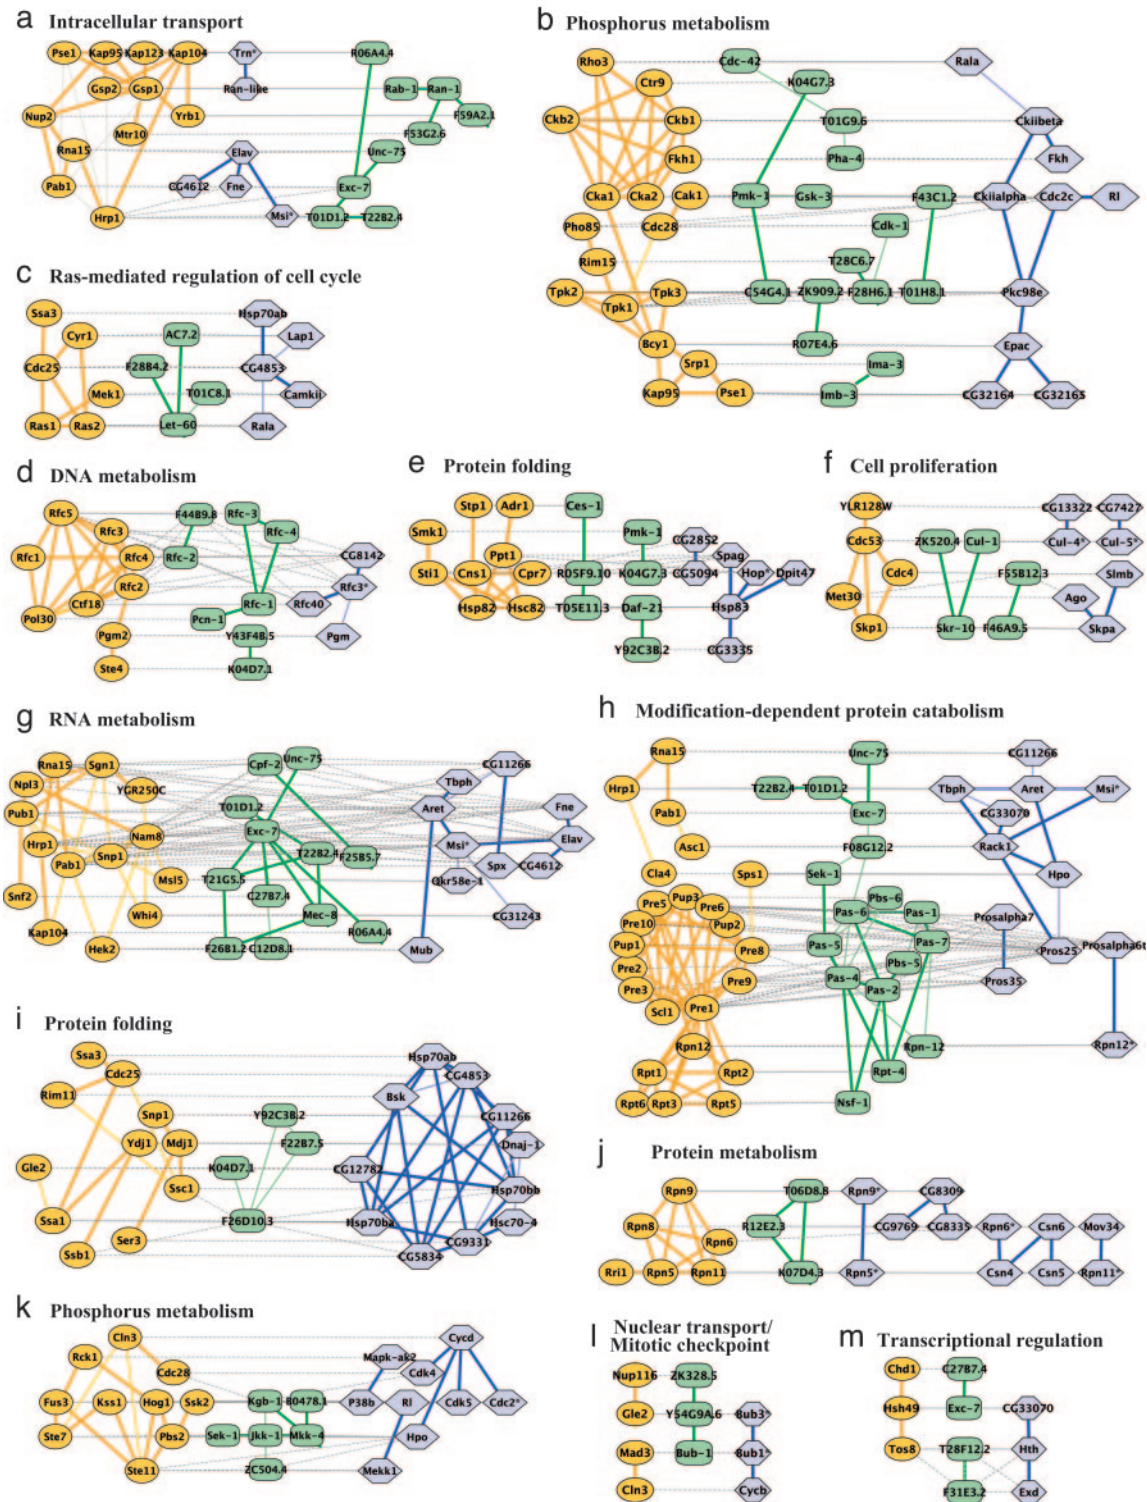 a Intracellular transport
Pse1 Kap95 Kap123 Kap104 Trn* R06A4.4
Gsp2 Gsp1 Ran-like Rab-1 Ran-1
Nup2 Yrb1 F59A2.1
Mtr10 F53G2.6
Rna15 Elav Unc-75
Pab1 CG4612 Fne Exc-7
Hrp1 Msi* T01D1.2 T22B2.4
b Phosphorus metabolism
Rho3 Cdc-42 Rala
Ctr9 K04G7.3
Ckb2 Ckb1 T01G9.6 Ckiibeta
Fkh1 Pha-4 Fkh
Cka1 Cka2 Cak1 Pmk-1 Gsk-3 F43C1.2 Ckiialpha Cdc2c Rl
Pho85 Cdc28 Cdk-1
Rim15 T28C6.7
Tpk2 Tpk3 C54G4.1 ZK909.2 F28H6.1 T01H8.1 Pkc98e
Tpk1
Bcy1 R07E4.6 Epac
Srp1 Ima-3
Kap95 Pse1 Imb-3 CG32164 CG32165
c Ras-mediated regulation of cell cycle
Ssa3 Hsp70ab
Cyr1 AC7.2 Lap1
Cdc25 F28B4.2 CG4853
Mek1 T01C8.1 Camkii
Ras1 Ras2 Let-60 Rala
d DNA metabolism
Rfc5 F44B9.8 Rfc-3
Rfc3 Rfc-4
Rfc1 Rfc4 Rfc-2 CG8142
Rfc2 Rfc3*
Pol30 Ctf18 Rfc-1 Rfc40
Pcn-1
Pgm2 Y43F4B.5 Pgm
Ste4 K04D7.1
e Protein folding
Stp1 Adr1 Ces-1
Smk1 Pmk-1 CG2852
Ppt1 Spag
Sti1 Cns1 Cpr7 R05F9.10 K04G7.3 CG5094 Hop* Dpit47
Hsp82 Hsc82 T05E11.3 Daf-21 Hsp83
Y92C3B.2 CG3335
f Cell proliferation
YLR128W CG13322 CG7427
Cdc53 ZK520.4 Cul-1 Cul-4* Cul-5*
Cdc4 F55B12.3 Slmb
Met30 Ago
Skp1 Skr-10 F46A9.5 Skpa
g RNA metabolism
Rna15 Sgn1 Cpf-2 Unc-75 CG11266
Npl3 YGR250C Tbph
Pub1 T01D1.2 Aret Fne
Hrp1 Nam8 Exc-7 Msi* Elav
Pab1 Snp1 T22B2.4 F25B5.7 Spx CG4612
Snf2 Msl5 T21G5.5 Qkr58e-1
Whi4 C27B7.4 Mec-8 CG31243
Kap104 R06A4.4
Hek2 F26B1.2 C12D8.1 Mub
h Modification-dependent protein catabolism
Rna15 Unc-75 CG11266
Hrp1 T22B2.4 T01D1.2 Tbph Aret Msi*
Pab1 Exc-7 CG33070
Asc1 F08G12.2 Rack1
Cla4 Sps1 Sek-1 Hpo
Pre5 Pup3 Pre6 Pbs-6
Pre10 Pup2 Pas-6 Pas-1 Prosalpha7
Pup1 Pre8 Pas-5 Pas-7 Pros25 Prosalpha6t
Pre2 Pbs-5
Pre3 Pre9 Pas-4 Pas-2 Pros35
Scl1 Pre1
Rpn12 Rpn-12 Rpn12*
Rpt1 Rpt2 Rpt-4
Rpt6 Rpt3 Rpt5 Nsf-1
i Protein folding
Ssa3 Hsp70ab
Cdc25 CG4853
Rim11 Bsk
Snp1 Y92C3B.2 CG11266
Ydj1 Mdj1 F22B7.5 Dnaj-1
Gle2 K04D7.1 CG12782
Ssc1 Hsp70bb
Ssa1 F26D10.3 Hsp70ba Hsc70-4
Ser3 CG9331
Ssb1 CG5834
j Protein metabolism
Rpn9 T06D8.8 Rpn9* CG8309
Rpn8 R12E2.3 CG9769 CG8335 Rpn6* Csn6 Mov34
Rpn6
Rri1 Rpn5 Rpn11 K07D4.3 Rpn5* Csn4 Csn5 Rpn11*
k Phosphorus metabolism
Cln3 Cycd
Rck1 Mapk-ak2
Cdc28 Cdk4
Fus3 Kss1 Hog1 Ssk2 Kgb-1 B0478.1 P38b Rl Cdk5 Cdc2*
Ste7 Pbs2 Sek-1 Jkk-1 Mkk-4 Hpo
Ste11 ZC504.4 Mekk1
l Nuclear transport/
Mitotic checkpoint
Nup116 ZK328.5
Gle2 Y54G9A.6 Bub3*
Mad3 Bub-1 Bub1*
Cln3 Cycb
m Transcriptional regulation
Chd1 C27B7.4
Hsh49 Exc-7 CG33070
Tos8 T28F12.2 Hth
F31E3.2 Exd